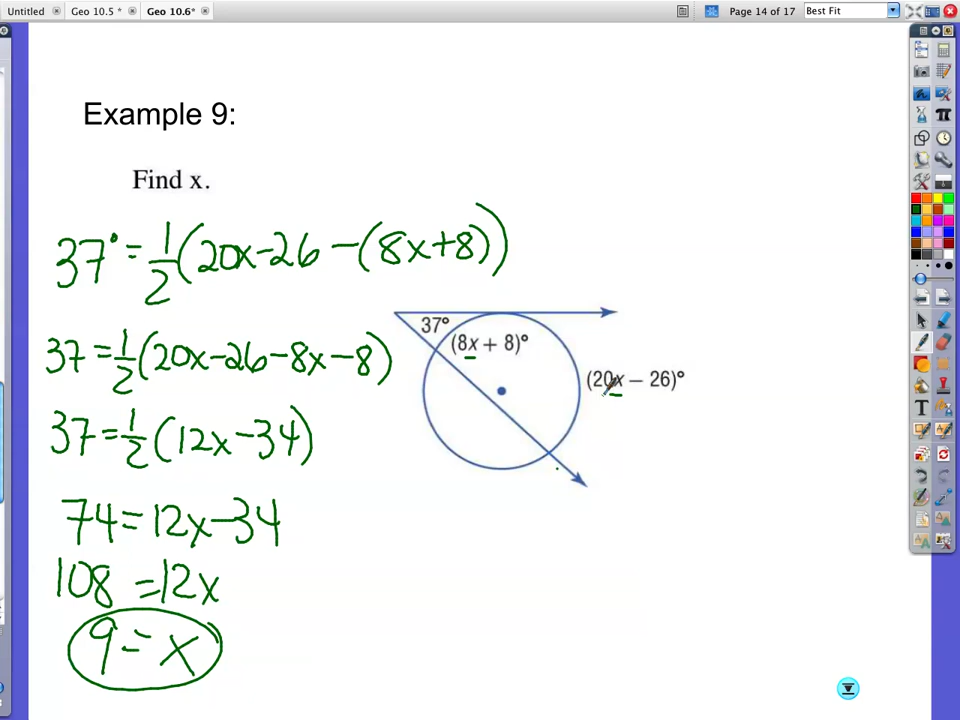 Untitled
Geo 10.5 *
Geo 10.6*
Page 14 of 17
Best Fit
Example 9:
Find x.
37° = 1/2 (20x - 26 - (8x + 8))
37 = 1/2 (20x - 26 - 8x - 8)
37 = 1/2 (12x - 34)
74 = 12x - 34
108 = 12x
9 = x
37°
(8x + 8)°
(20x − 26)°